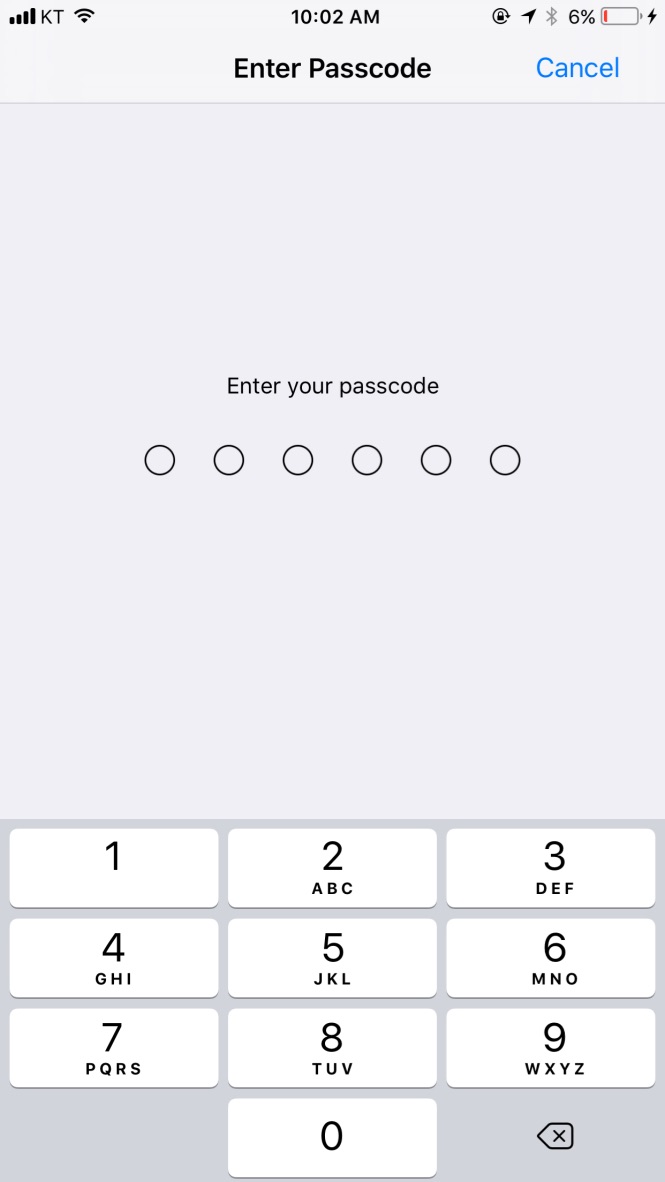 KT 10:02 AM 6%
Enter Passcode Cancel
Enter your passcode
1 2 3
ABC DEF
4 5 6
GHI JKL MNO
7 8 9
PQRS TUV WXYZ
0